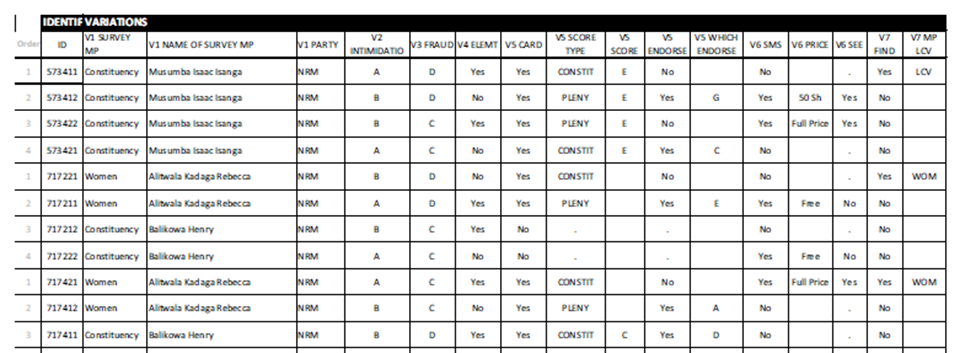 IDENTIF VARIATIONS
Order ID V1 SURVEY MP V1 NAME OF SURVEY MP V1 PARTY V2 INTIMIDATIO V3 FRAUD V4 ELEMT V5 CARD V5 SCORE TYPE V5 SCORE V5 ENDORSE V5 WHICH ENDORSE V6 SMS V6 PRICE V6 SEE V7 FIND V7 MP LCV
1 573411 Constituency Musumba Isaac Isanga NRM A D Yes Yes CONSTIT E No No . Yes LCV
2 573412 Constituency Musumba Isaac Isanga NRM B D No Yes PLENY E Yes G Yes 50 Sh Yes No
3 573422 Constituency Musumba Isaac Isanga NRM B C Yes Yes PLENY E No Yes Full Price Yes No
4 573421 Constituency Musumba Isaac Isanga NRM A C No Yes CONSTIT E Yes C No . No
1 717221 Women Alitwala Kadaga Rebecca NRM B D No Yes CONSTIT No No . Yes WOM
2 717211 Women Alitwala Kadaga Rebecca NRM A D Yes Yes PLENY Yes E Yes Free No No
3 717212 Constituency Balikowa Henry NRM B C Yes No . . No . No
4 717222 Constituency Balikowa Henry NRM A C No No . . Yes Free No No
1 717421 Women Alitwala Kadaga Rebecca NRM A C Yes Yes CONSTIT No Yes Full Price Yes Yes WOM
2 717412 Women Alitwala Kadaga Rebecca NRM B C No Yes PLENY Yes A No . No
3 717411 Constituency Balikowa Henry NRM B D Yes Yes CONSTIT C Yes D No . No